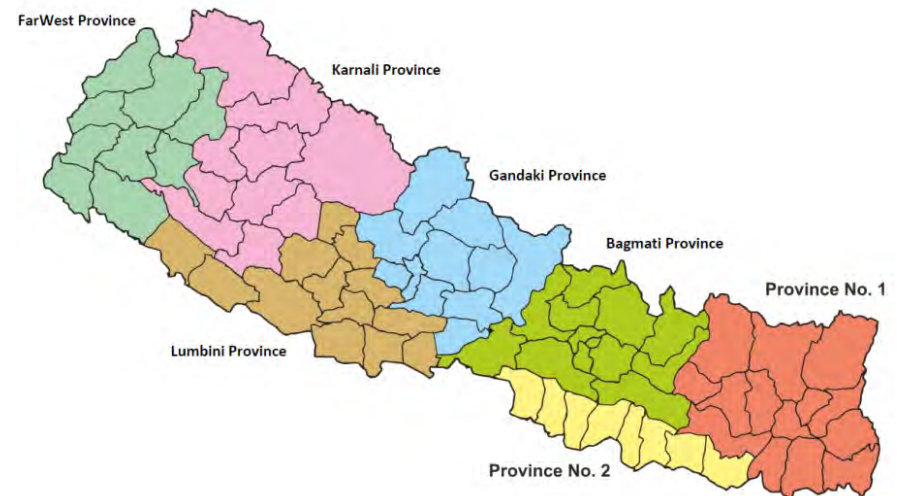 FarWest Province
Karnali Province
Gandaki Province
Bagmati Province
Province No. 1
Lumbini Province
Province No. 2